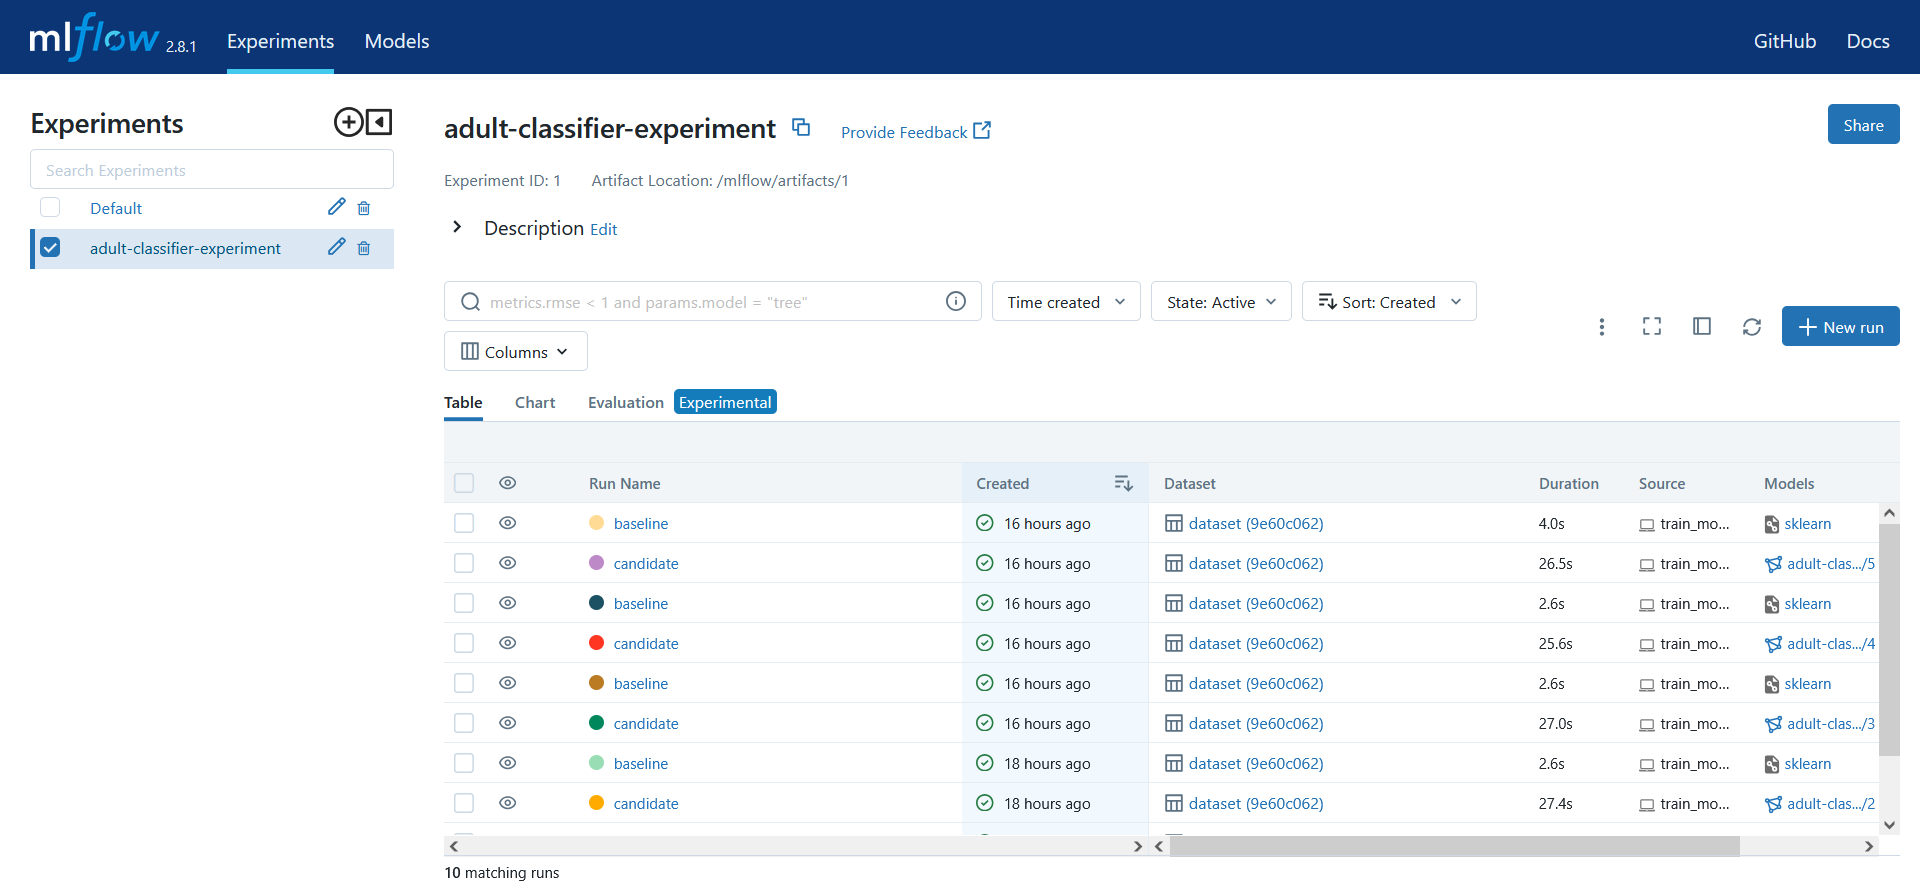 mlflow 2.8.1 Experiments Models GitHub Docs
Experiments
Search Experiments
Default
adult-classifier-experiment
adult-classifier-experiment Provide Feedback Share
Experiment ID: 1 Artifact Location: /mlflow/artifacts/1
Description Edit
metrics.rmse < 1 and params.model = "tree" Time created State: Active Sort: Created
New run
Columns
Table Chart Evaluation Experimental
Run Name Created Dataset Duration Source Models
baseline 16 hours ago dataset (9e60c062) 4.0s train_mo... sklearn
candidate 16 hours ago dataset (9e60c062) 26.5s train_mo... adult-clas.../5
baseline 16 hours ago dataset (9e60c062) 2.6s train_mo... sklearn
candidate 16 hours ago dataset (9e60c062) 25.6s train_mo... adult-clas.../4
baseline 16 hours ago dataset (9e60c062) 2.6s train_mo... sklearn
candidate 16 hours ago dataset (9e60c062) 27.0s train_mo... adult-clas.../3
baseline 18 hours ago dataset (9e60c062) 2.6s train_mo... sklearn
candidate 18 hours ago dataset (9e60c062) 27.4s train_mo... adult-clas.../2
10 matching runs